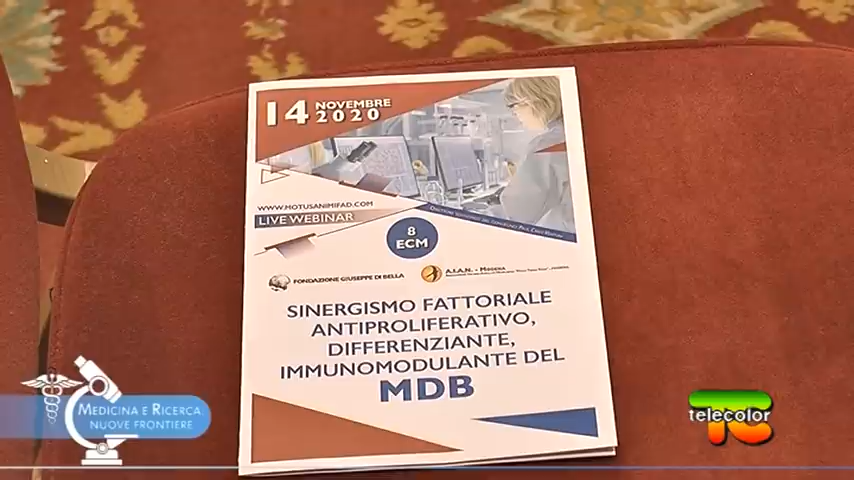 14 NOVEMBRE
2020
WWW.MOTUSANIMIFAD.COM
LIVE WEBINAR
8
ECM
FONDAZIONE GIUSEPPE DI BELLA
A.I.A.N. - MODENA
SINERGISMO FATTORIALE
ANTIPROLIFERATIVO,
DIFFERENZIANTE,
IMMUNOMODULANTE DEL
MDB
MEDICINA E RICERCA
NUOVE FRONTIERE
telecolor
TC